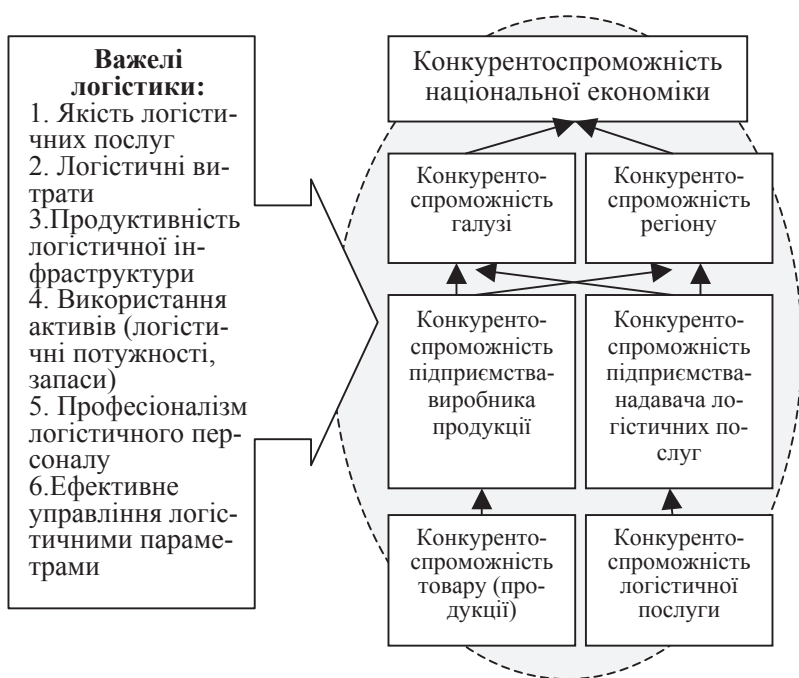 Важелі
логістики:
1. Якість логісти-
чних послуг
2. Логістичні ви-
трати
3.Продуктивність
логістичної ін-
фраструктури
4. Використання
активів (логісти-
чні потужності,
запаси)
5. Професіоналізм
логістичного пер-
соналу
6.Ефективне
управління логіс-
тичними параме-
трами
Конкурентоспроможність
національної економіки
Конкуренто-
спроможність
галузі
Конкуренто-
спроможність
регіону
Конкуренто-
спроможність
підприємства-
виробника
продукції
Конкуренто-
спроможність
підприємства-
надавача ло-
гістичних по-
слуг
Конкуренто-
спроможність
товару (про-
дукції)
Конкуренто-
спроможність
логістичної
послуги